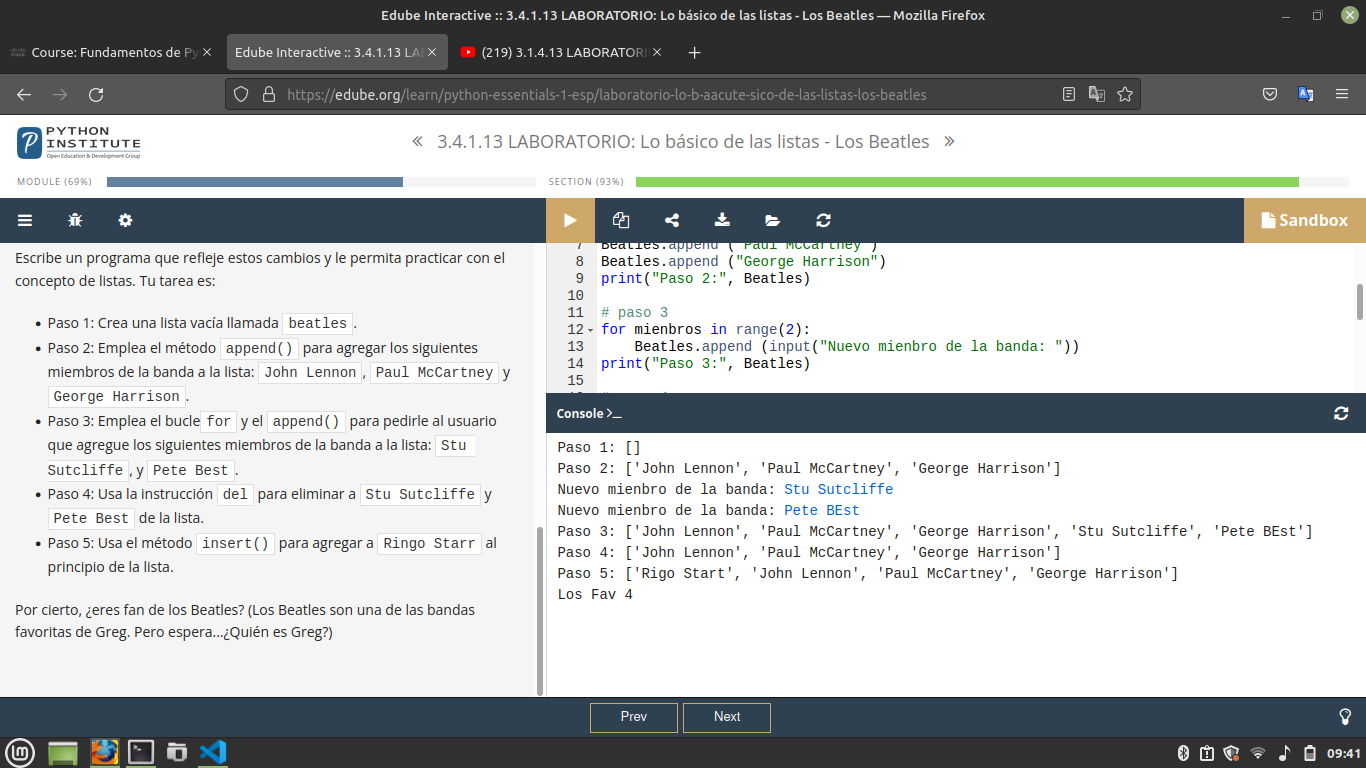 Edube Interactive :: 3.4.1.13 LABORATORIO: Lo básico de las listas - Los Beatles — Mozilla Firefox
Course: Fundamentos de Py
Edube Interactive :: 3.4.1.13 LA
(219) 3.1.4.13 LABORATORI
https://edube.org/learn/python-essentials-1-esp/laboratorio-lo-b-aacute-sico-de-las-listas-los-beatles
PYTHON
INSTITUTE
Open Education & Development Group
« 3.4.1.13 LABORATORIO: Lo básico de las listas - Los Beatles »
MODULE (69%)
SECTION (93%)
Sandbox
Escribe un programa que refleje estos cambios y le permita practicar con el
concepto de listas. Tu tarea es:
• Paso 1: Crea una lista vacía llamada beatles.
• Paso 2: Emplea el método append() para agregar los siguientes
miembros de la banda a la lista: John Lennon, Paul McCartney y
George Harrison.
• Paso 3: Emplea el bucle for y el append() para pedirle al usuario
que agregue los siguientes miembros de la banda a la lista: Stu
Sutcliffe, y Pete Best.
• Paso 4: Usa la instrucción del para eliminar a Stu Sutcliffe y
Pete Best de la lista.
• Paso 5: Usa el método insert() para agregar a Ringo Starr al
principio de la lista.
Por cierto, ¿eres fan de los Beatles? (Los Beatles son una de las bandas
favoritas de Greg. Pero espera...¿Quién es Greg?)
7 Beatles.append ("Paul McCartney")
8 Beatles.append ("George Harrison")
9 print("Paso 2:", Beatles)
10
11 # paso 3
12 for mienbros in range(2):
13     Beatles.append (input("Nuevo mienbro de la banda: "))
14 print("Paso 3:", Beatles)
15
Console >_
Paso 1: []
Paso 2: ['John Lennon', 'Paul McCartney', 'George Harrison']
Nuevo mienbro de la banda: Stu Sutcliffe
Nuevo mienbro de la banda: Pete BEst
Paso 3: ['John Lennon', 'Paul McCartney', 'George Harrison', 'Stu Sutcliffe', 'Pete BEst']
Paso 4: ['John Lennon', 'Paul McCartney', 'George Harrison']
Paso 5: ['Rigo Start', 'John Lennon', 'Paul McCartney', 'George Harrison']
Los Fav 4
Prev
Next
09:41